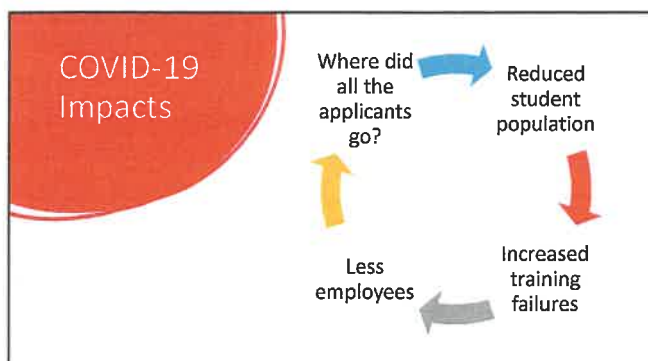 COVID-19
Impacts
Where did
all the
applicants
go?
Reduced
student
population
Increased
training
failures
Less
employees